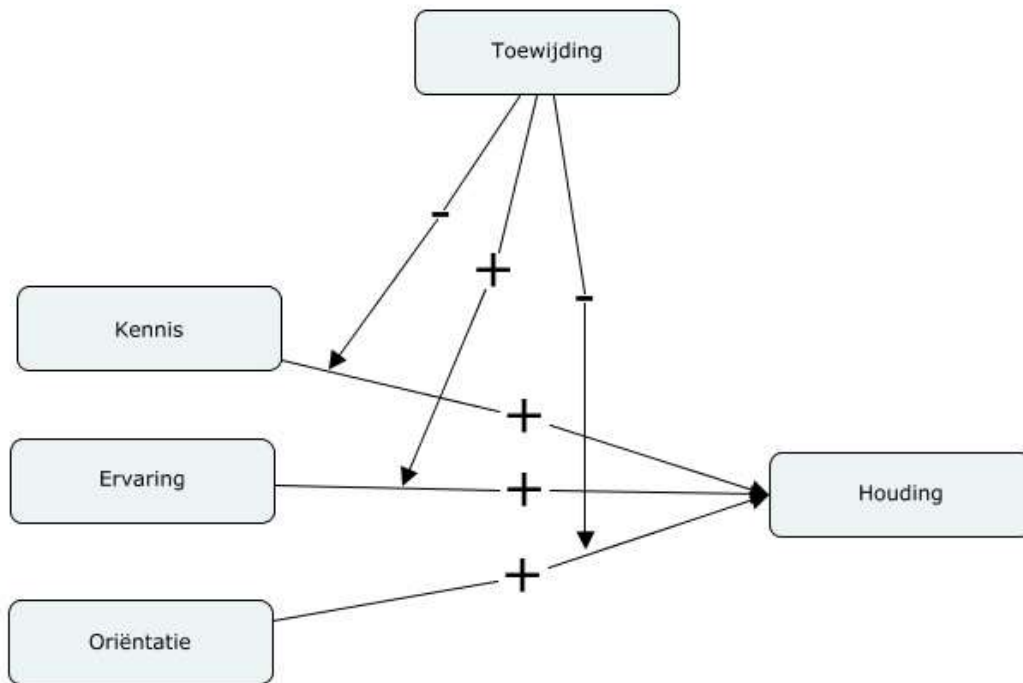 Toewijding
-
+
-
Kennis
+
Ervaring
+
Houding
+
Oriëntatie